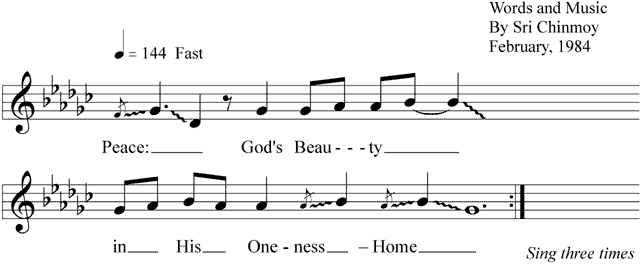 Words and Music
By Sri Chinmoy
February, 1984
= 144 Fast
Peace:_____ God's Beau - - - ty________
in___ His___ One - ness___ – Home______
Sing three times